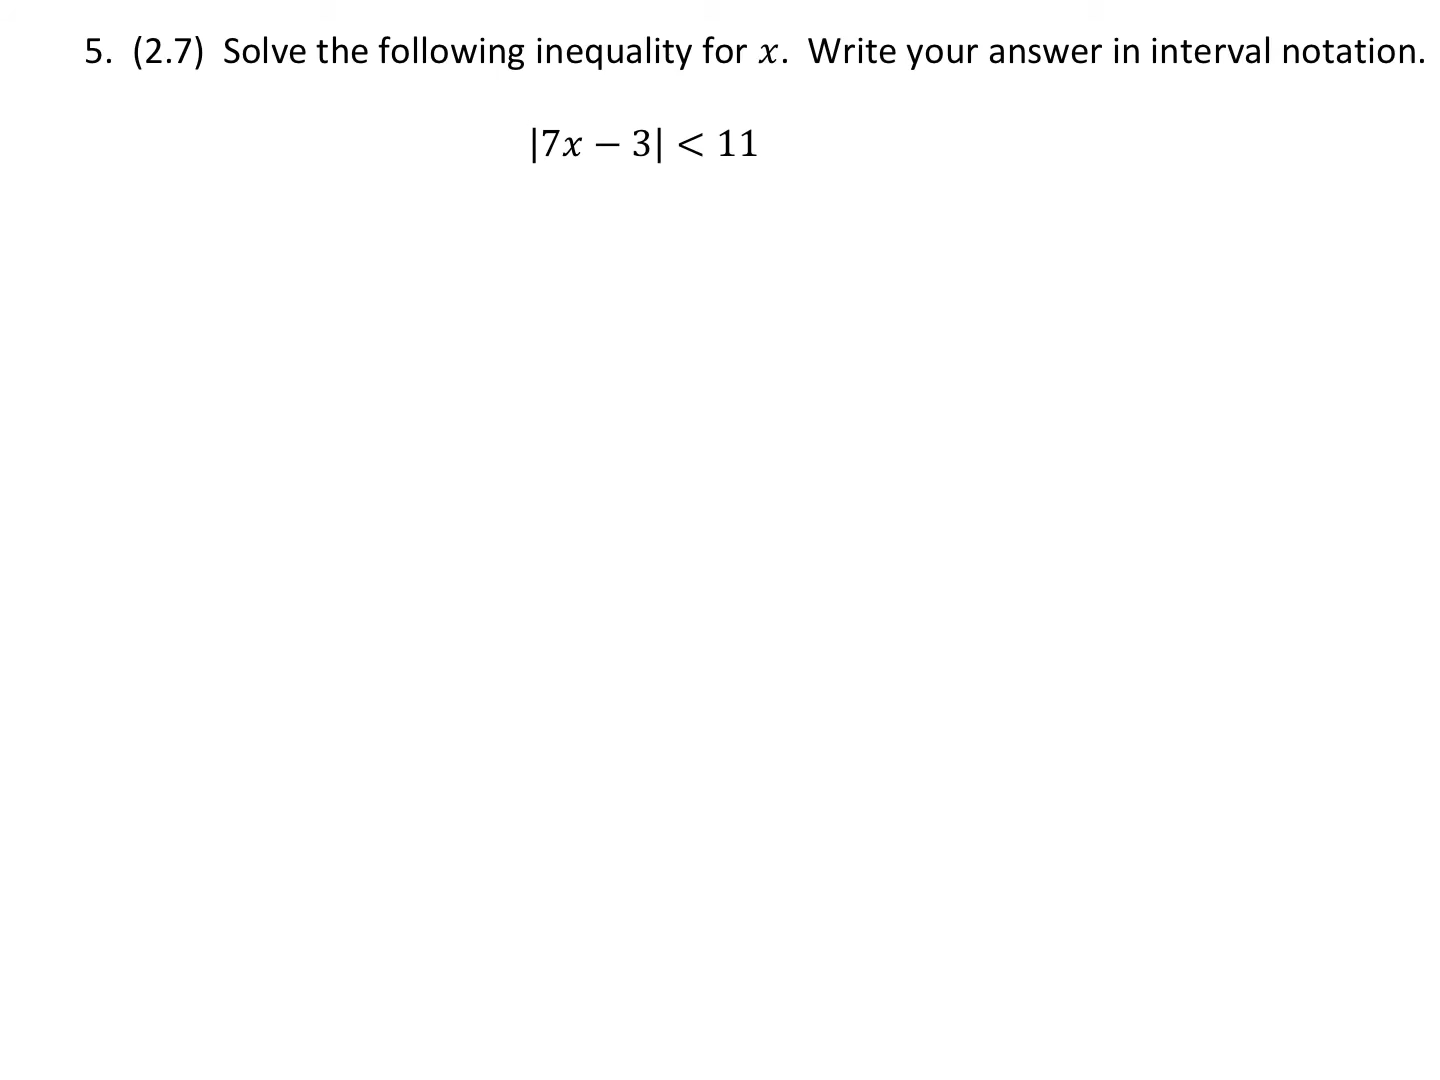 5. (2.7) Solve the following inequality for 𝑥. Write your answer in interval notation.
|7𝑥 − 3| < 11